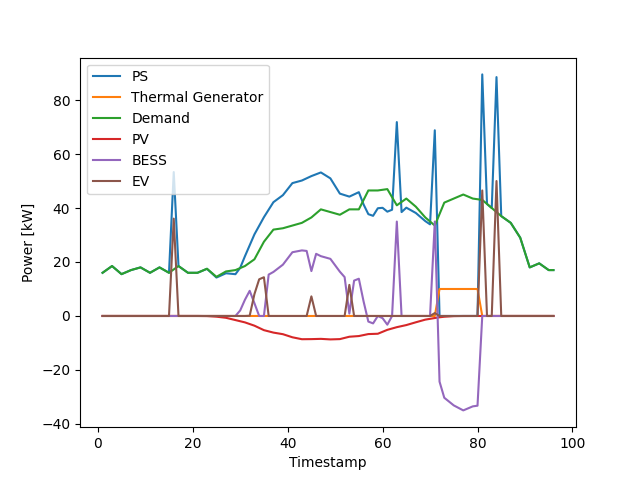 PS
Thermal Generator
Demand
PV
BESS
EV
Power [kW]
80
60
40
20
0
−20
−40
0 20 40 60 80 100
Timestamp